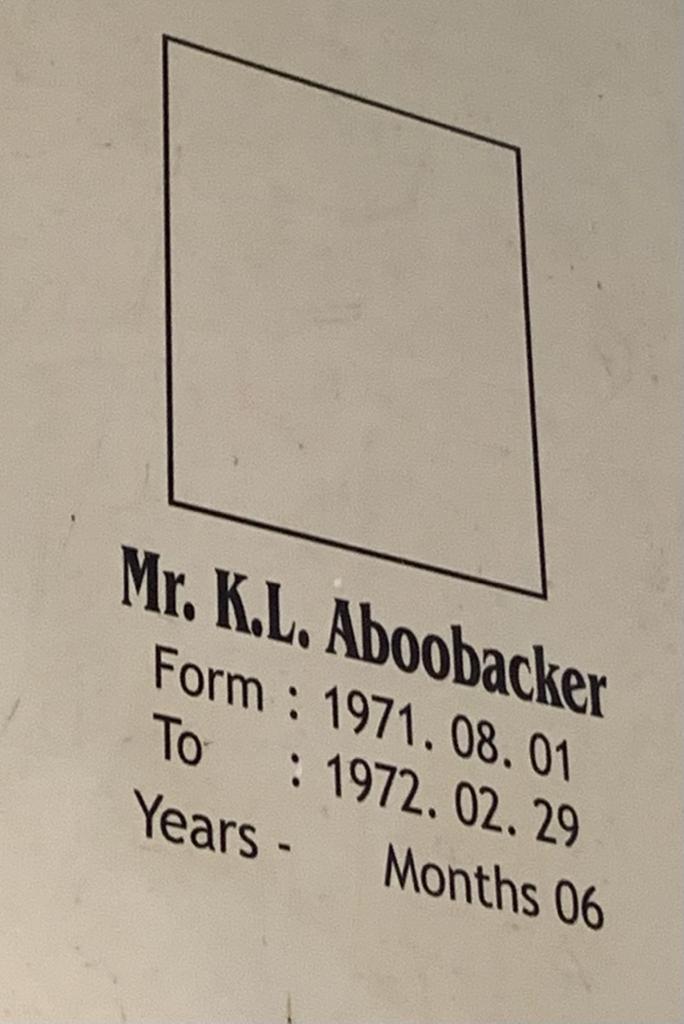 Mr. K.L. Aboobacker
Form : 1971. 08. 01
To : 1972. 02. 29
Years - Months 06